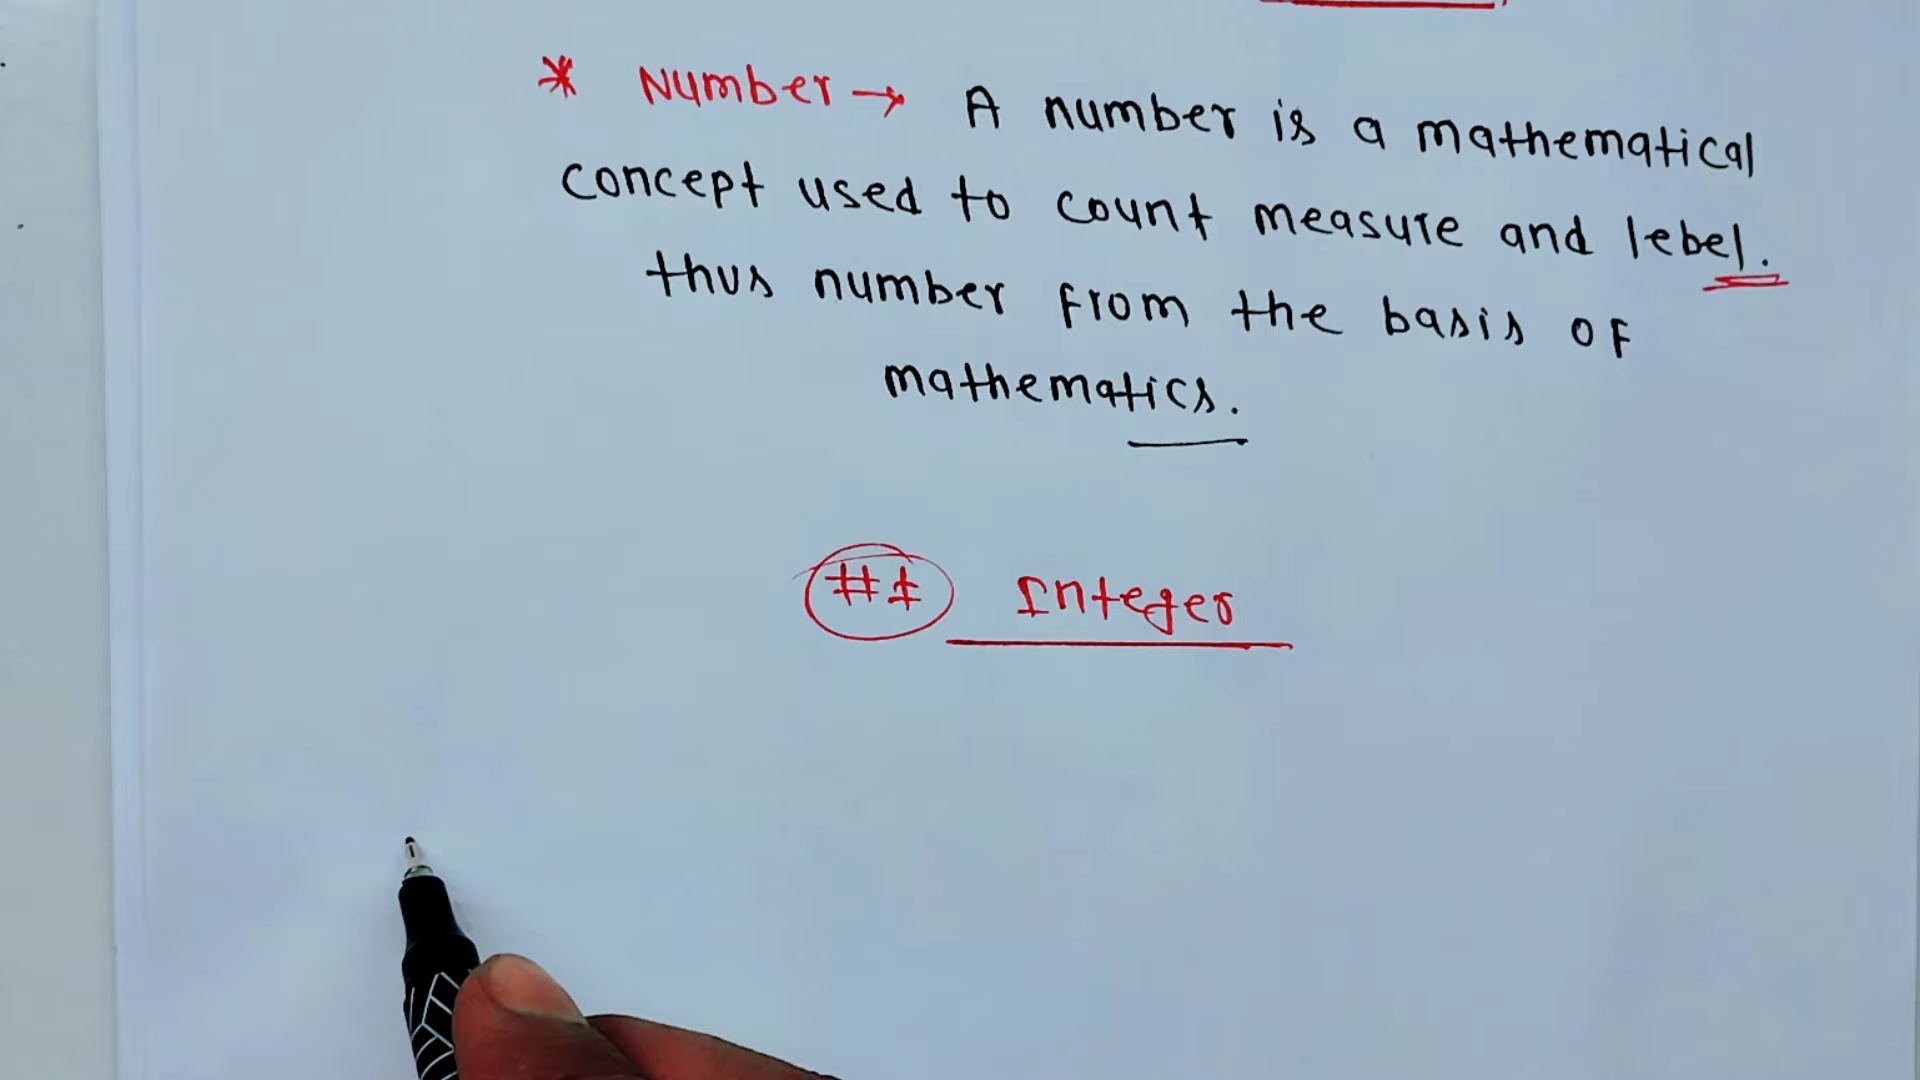 * Number → A number is a mathematical
concept used to count measure and lebel.
thus number from the basis of
mathematics.
#1 Integer